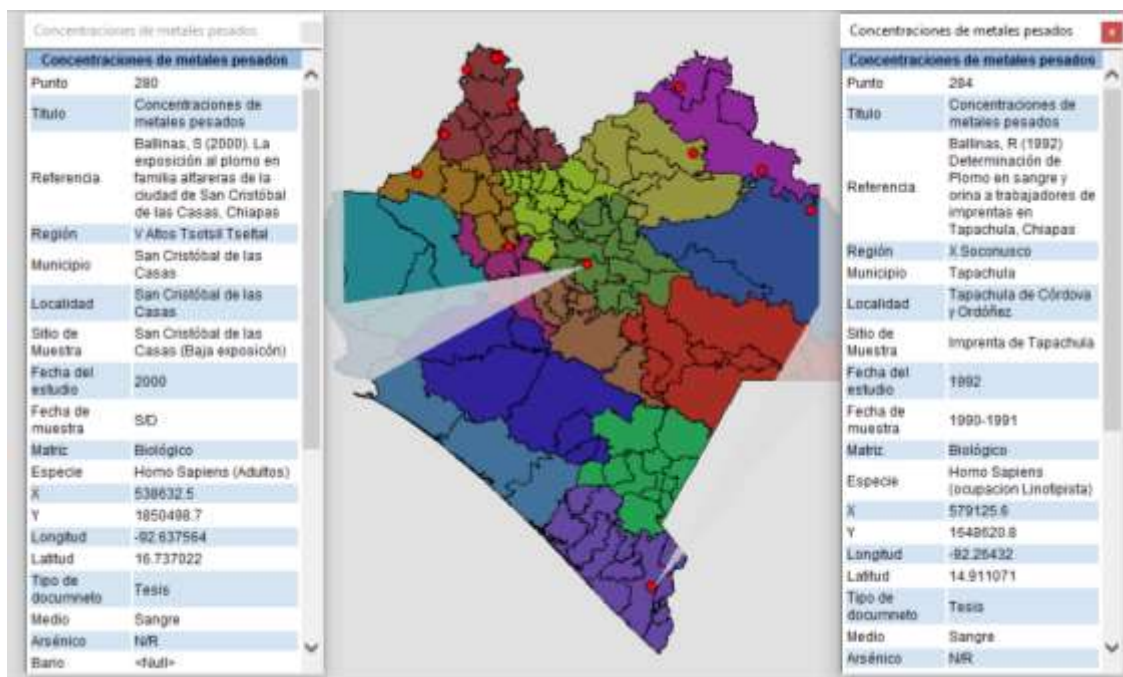 Concentraciones de metales pesados
Concentraciones de metales pesados
Punto 280
Titulo Concentraciones de
metales pesados
Referencia Ballinas, S (2000). La
exposición al plomo en
familia alfareras de la
ciudad de San Cristóbal
de las Casas, Chiapas
Región V Altos Tsotsil Tseltal
Municipio San Cristóbal de las
Casas
Localidad San Cristóbal de las
Casas
Sitio de
Muestra San Cristóbal de las
Casas (Baja exposicón)
Fecha del
estudio 2000
Fecha de
muestra S/D
Matriz Biológico
Especie Homo Sapiens (Adultos)
X 538632.5
Y 1850498.7
Longitud -92.637564
Latitud 16.737022
Tipo de
documneto Tesis
Medio Sangre
Arsénico N/R
Bario <Null>
Concentraciones de metales pesados
Concentraciones de metales pesados
Punto 284
Titulo Concentraciones de
metales pesados
Referencia Ballinas, R (1992)
Determinación de
Plomo en sangre y
orina a trabajadores de
imprentas en
Tapachula, Chiapas
Región X Soconusco
Municipio Tapachula
Localidad Tapachula de Córdova
y Ordóñez
Sitio de
Muestra Imprenta de Tapachula
Fecha del
estudio 1992
Fecha de
muestra 1990-1991
Matriz Biológico
Especie Homo Sapiens
(ocupacion Linotipista)
X 579125.6
Y 1648620.8
Longitud -92.26432
Latitud 14.911071
Tipo de
documneto Tesis
Medio Sangre
Arsénico N/R